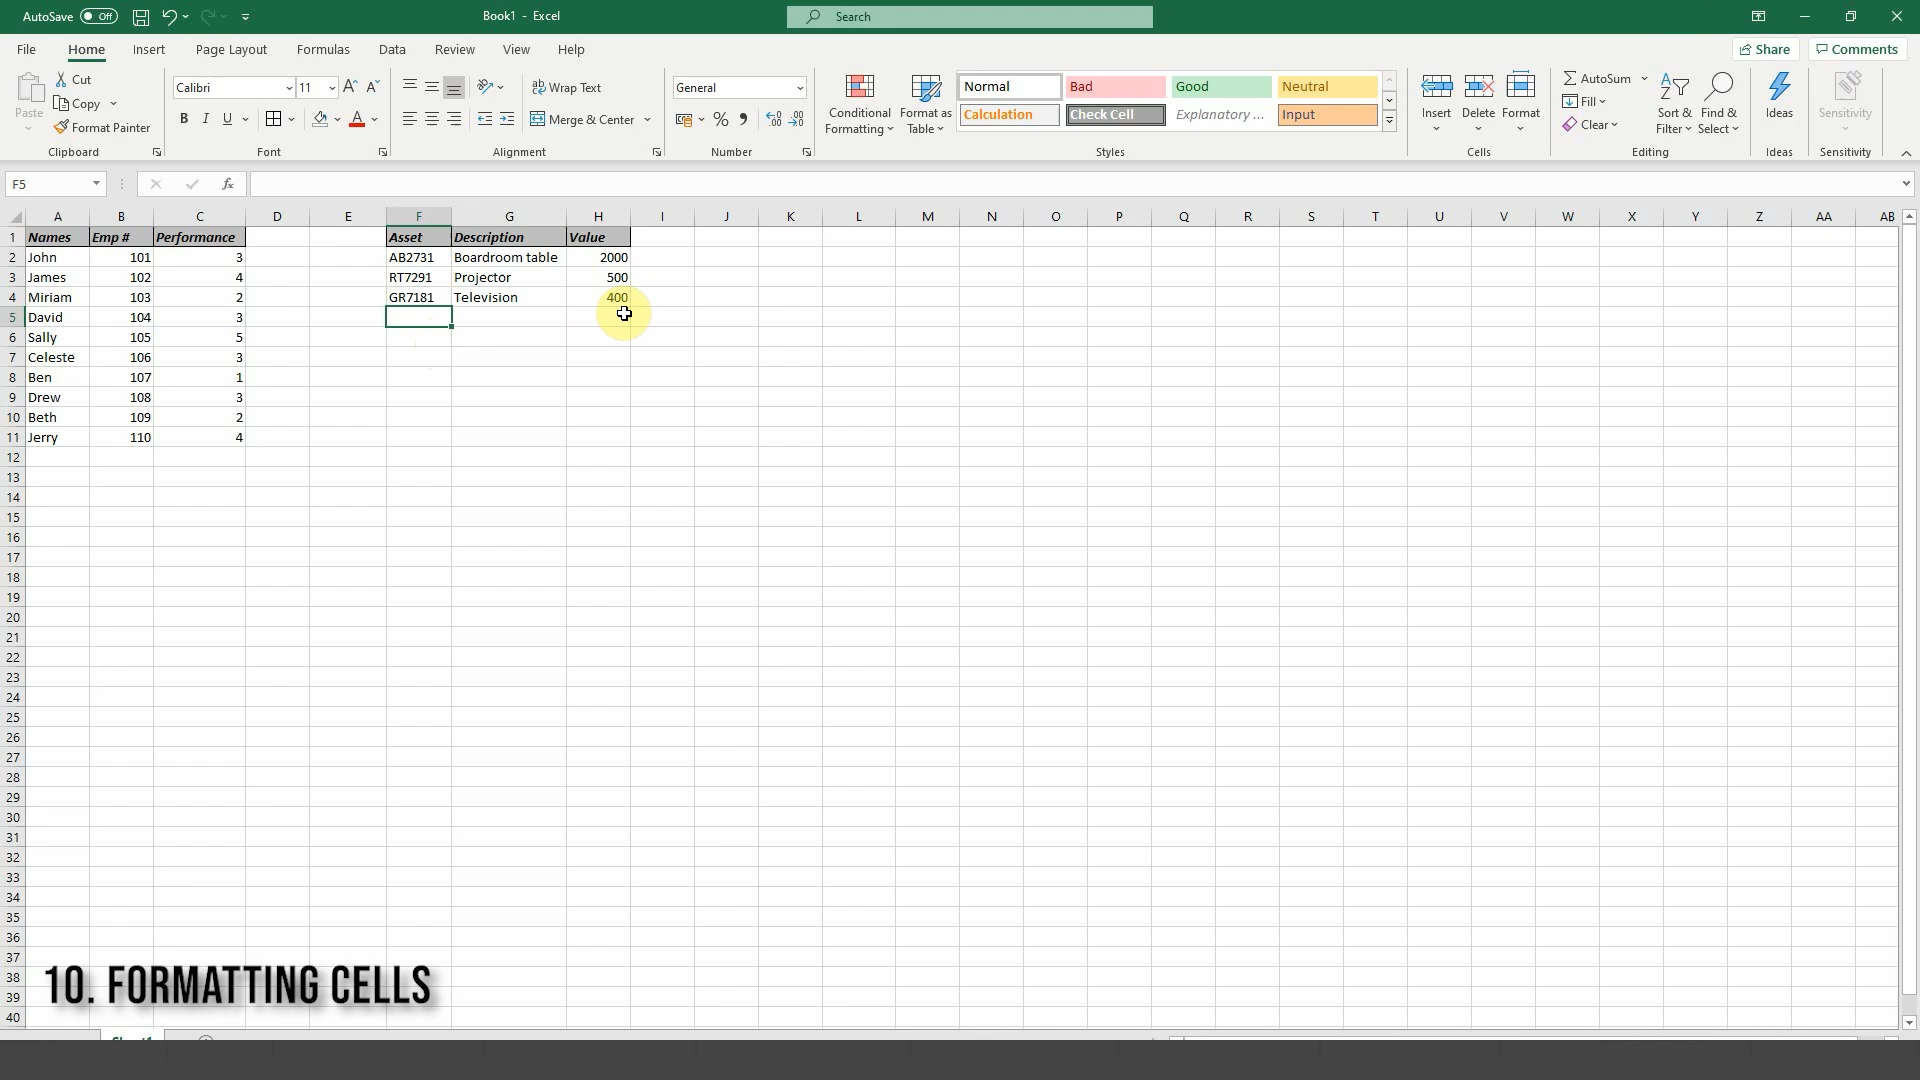 AutoSave Off
Book1 - Excel
Search
File Home Insert Page Layout Formulas Data Review View Help
Share Comments
Paste
Cut
Copy
Format Painter
Clipboard
Calibri 11
B I U
Font
Wrap Text
Merge & Center
Alignment
General
Number
Conditional Formatting
Format as Table
Normal Bad Good Neutral
Calculation Check Cell Explanatory ... Input
Styles
Insert Delete Format
Cells
AutoSum
Fill
Clear
Sort & Filter
Find & Select
Editing
Ideas
Ideas
Sensitivity
Sensitivity
F5 fx
A B C D E F G H I J K L M N O P Q R S T U V W X Y Z AA AB
1 Names Emp # Performance Asset Description Value
2 John 101 3 AB2731 Boardroom table 2000
3 James 102 4 RT7291 Projector 500
4 Miriam 103 2 GR7181 Television 400
5 David 104 3
6 Sally 105 5
7 Celeste 106 3
8 Ben 107 1
9 Drew 108 3
10 Beth 109 2
11 Jerry 110 4
12
13
14
15
16
17
18
19
20
21
22
23
24
25
26
27
28
29
30
31
32
33
34
35
36
37
38
39
40
10. FORMATTING CELLS